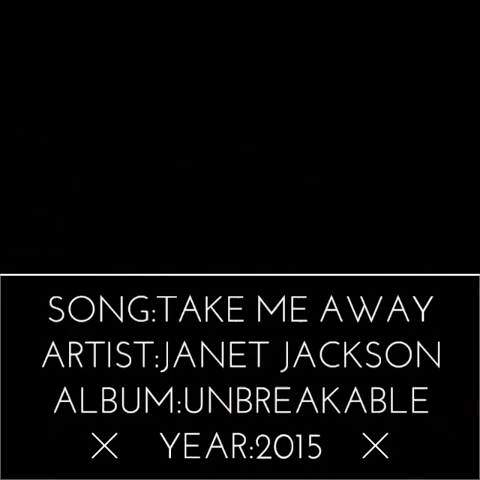 SONG:TAKE ME AWAY
ARTIST:JANET JACKSON
ALBUM:UNBREAKABLE
X YEAR:2015 X